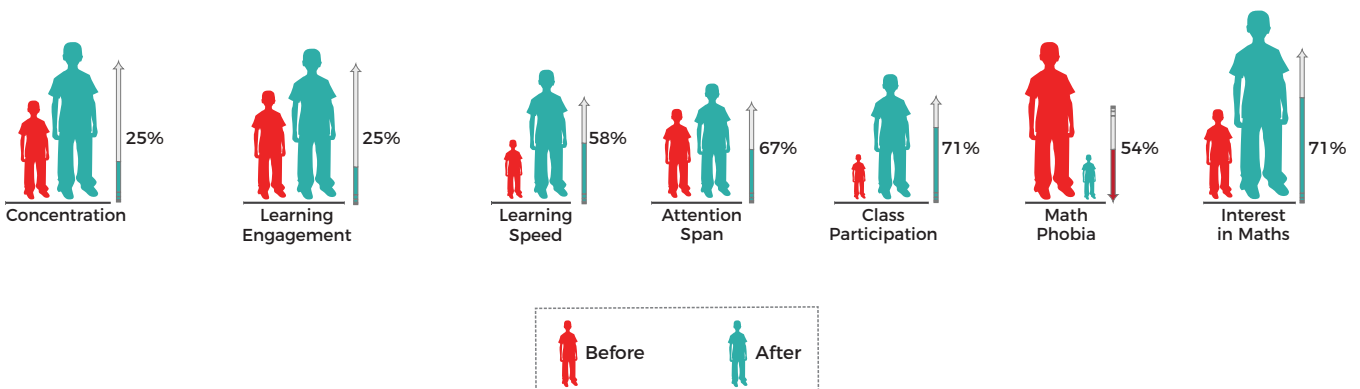 25%
25%
58%
67%
71%
54%
71%
Concentration
Learning
Engagement
Learning
Speed
Attention
Span
Class
Participation
Math
Phobia
Interest
in Maths
Before
After